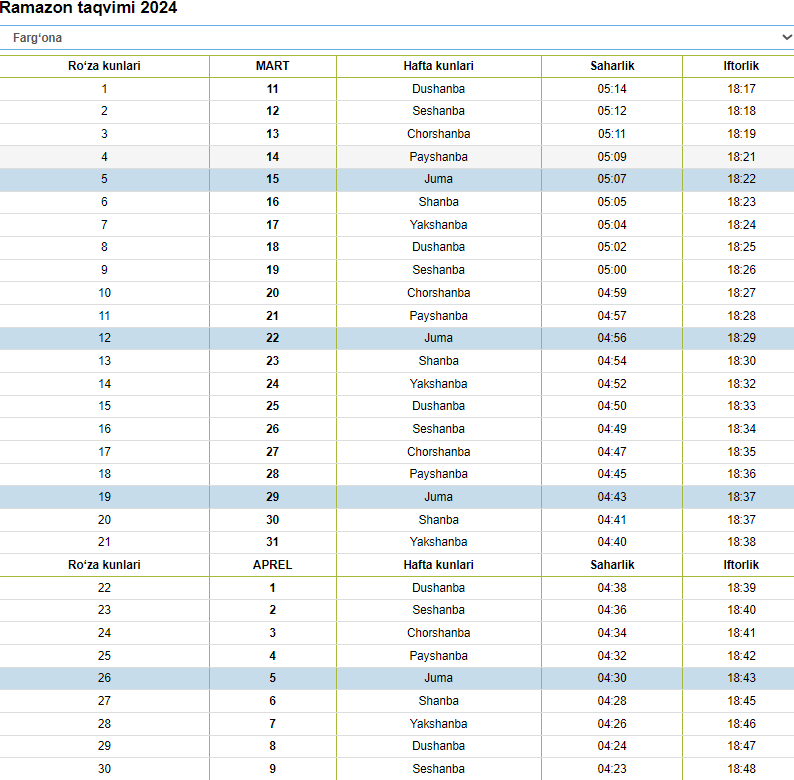 Ramazon taqvimi 2024
Farg‘ona
Ro‘za kunlari MART Hafta kunlari Saharlik Iftorlik
1 11 Dushanba 05:14 18:17
2 12 Seshanba 05:12 18:18
3 13 Chorshanba 05:11 18:19
4 14 Payshanba 05:09 18:21
5 15 Juma 05:07 18:22
6 16 Shanba 05:05 18:23
7 17 Yakshanba 05:04 18:24
8 18 Dushanba 05:02 18:25
9 19 Seshanba 05:00 18:26
10 20 Chorshanba 04:59 18:27
11 21 Payshanba 04:57 18:28
12 22 Juma 04:56 18:29
13 23 Shanba 04:54 18:30
14 24 Yakshanba 04:52 18:32
15 25 Dushanba 04:50 18:33
16 26 Seshanba 04:49 18:34
17 27 Chorshanba 04:47 18:35
18 28 Payshanba 04:45 18:36
19 29 Juma 04:43 18:37
20 30 Shanba 04:41 18:37
21 31 Yakshanba 04:40 18:38
Ro‘za kunlari APREL Hafta kunlari Saharlik Iftorlik
22 1 Dushanba 04:38 18:39
23 2 Seshanba 04:36 18:40
24 3 Chorshanba 04:34 18:41
25 4 Payshanba 04:32 18:42
26 5 Juma 04:30 18:43
27 6 Shanba 04:28 18:45
28 7 Yakshanba 04:26 18:46
29 8 Dushanba 04:24 18:47
30 9 Seshanba 04:23 18:48